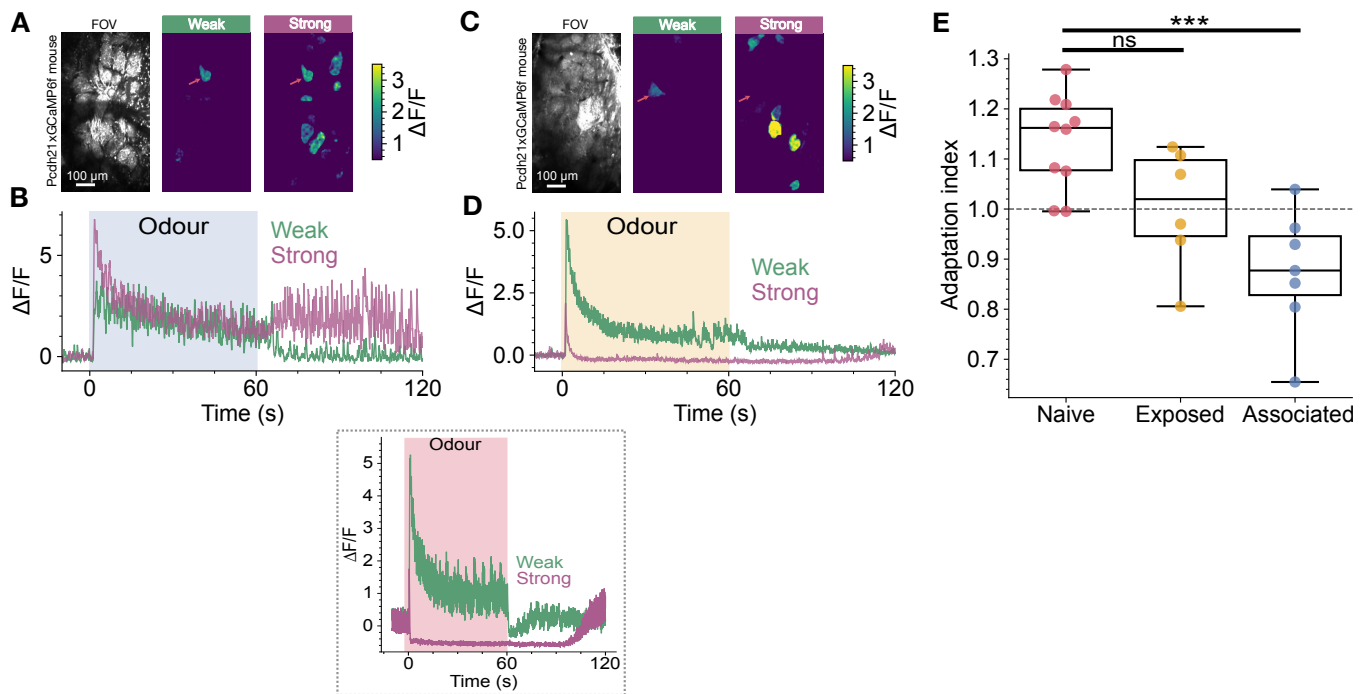 A
FOV
Weak
Strong
Pcdh21xGCaMP6f mouse
100 µm
3
2
1
ΔF/F
C
FOV
Weak
Strong
Pcdh21xGCaMP6f mouse
100 µm
3
2
1
ΔF/F
B
Odour
Weak
Strong
ΔF/F
5
0
0
60
120
Time (s)
D
Odour
Weak
Strong
ΔF/F
5.0
2.5
0.0
0
60
120
Time (s)
Odour
Weak
Strong
ΔF/F
5
4
3
2
1
0
0
60
120
Time (s)
E
***
ns
Adaptation index
1.3
1.2
1.1
1.0
0.9
0.8
0.7
Naive
Exposed
Associated